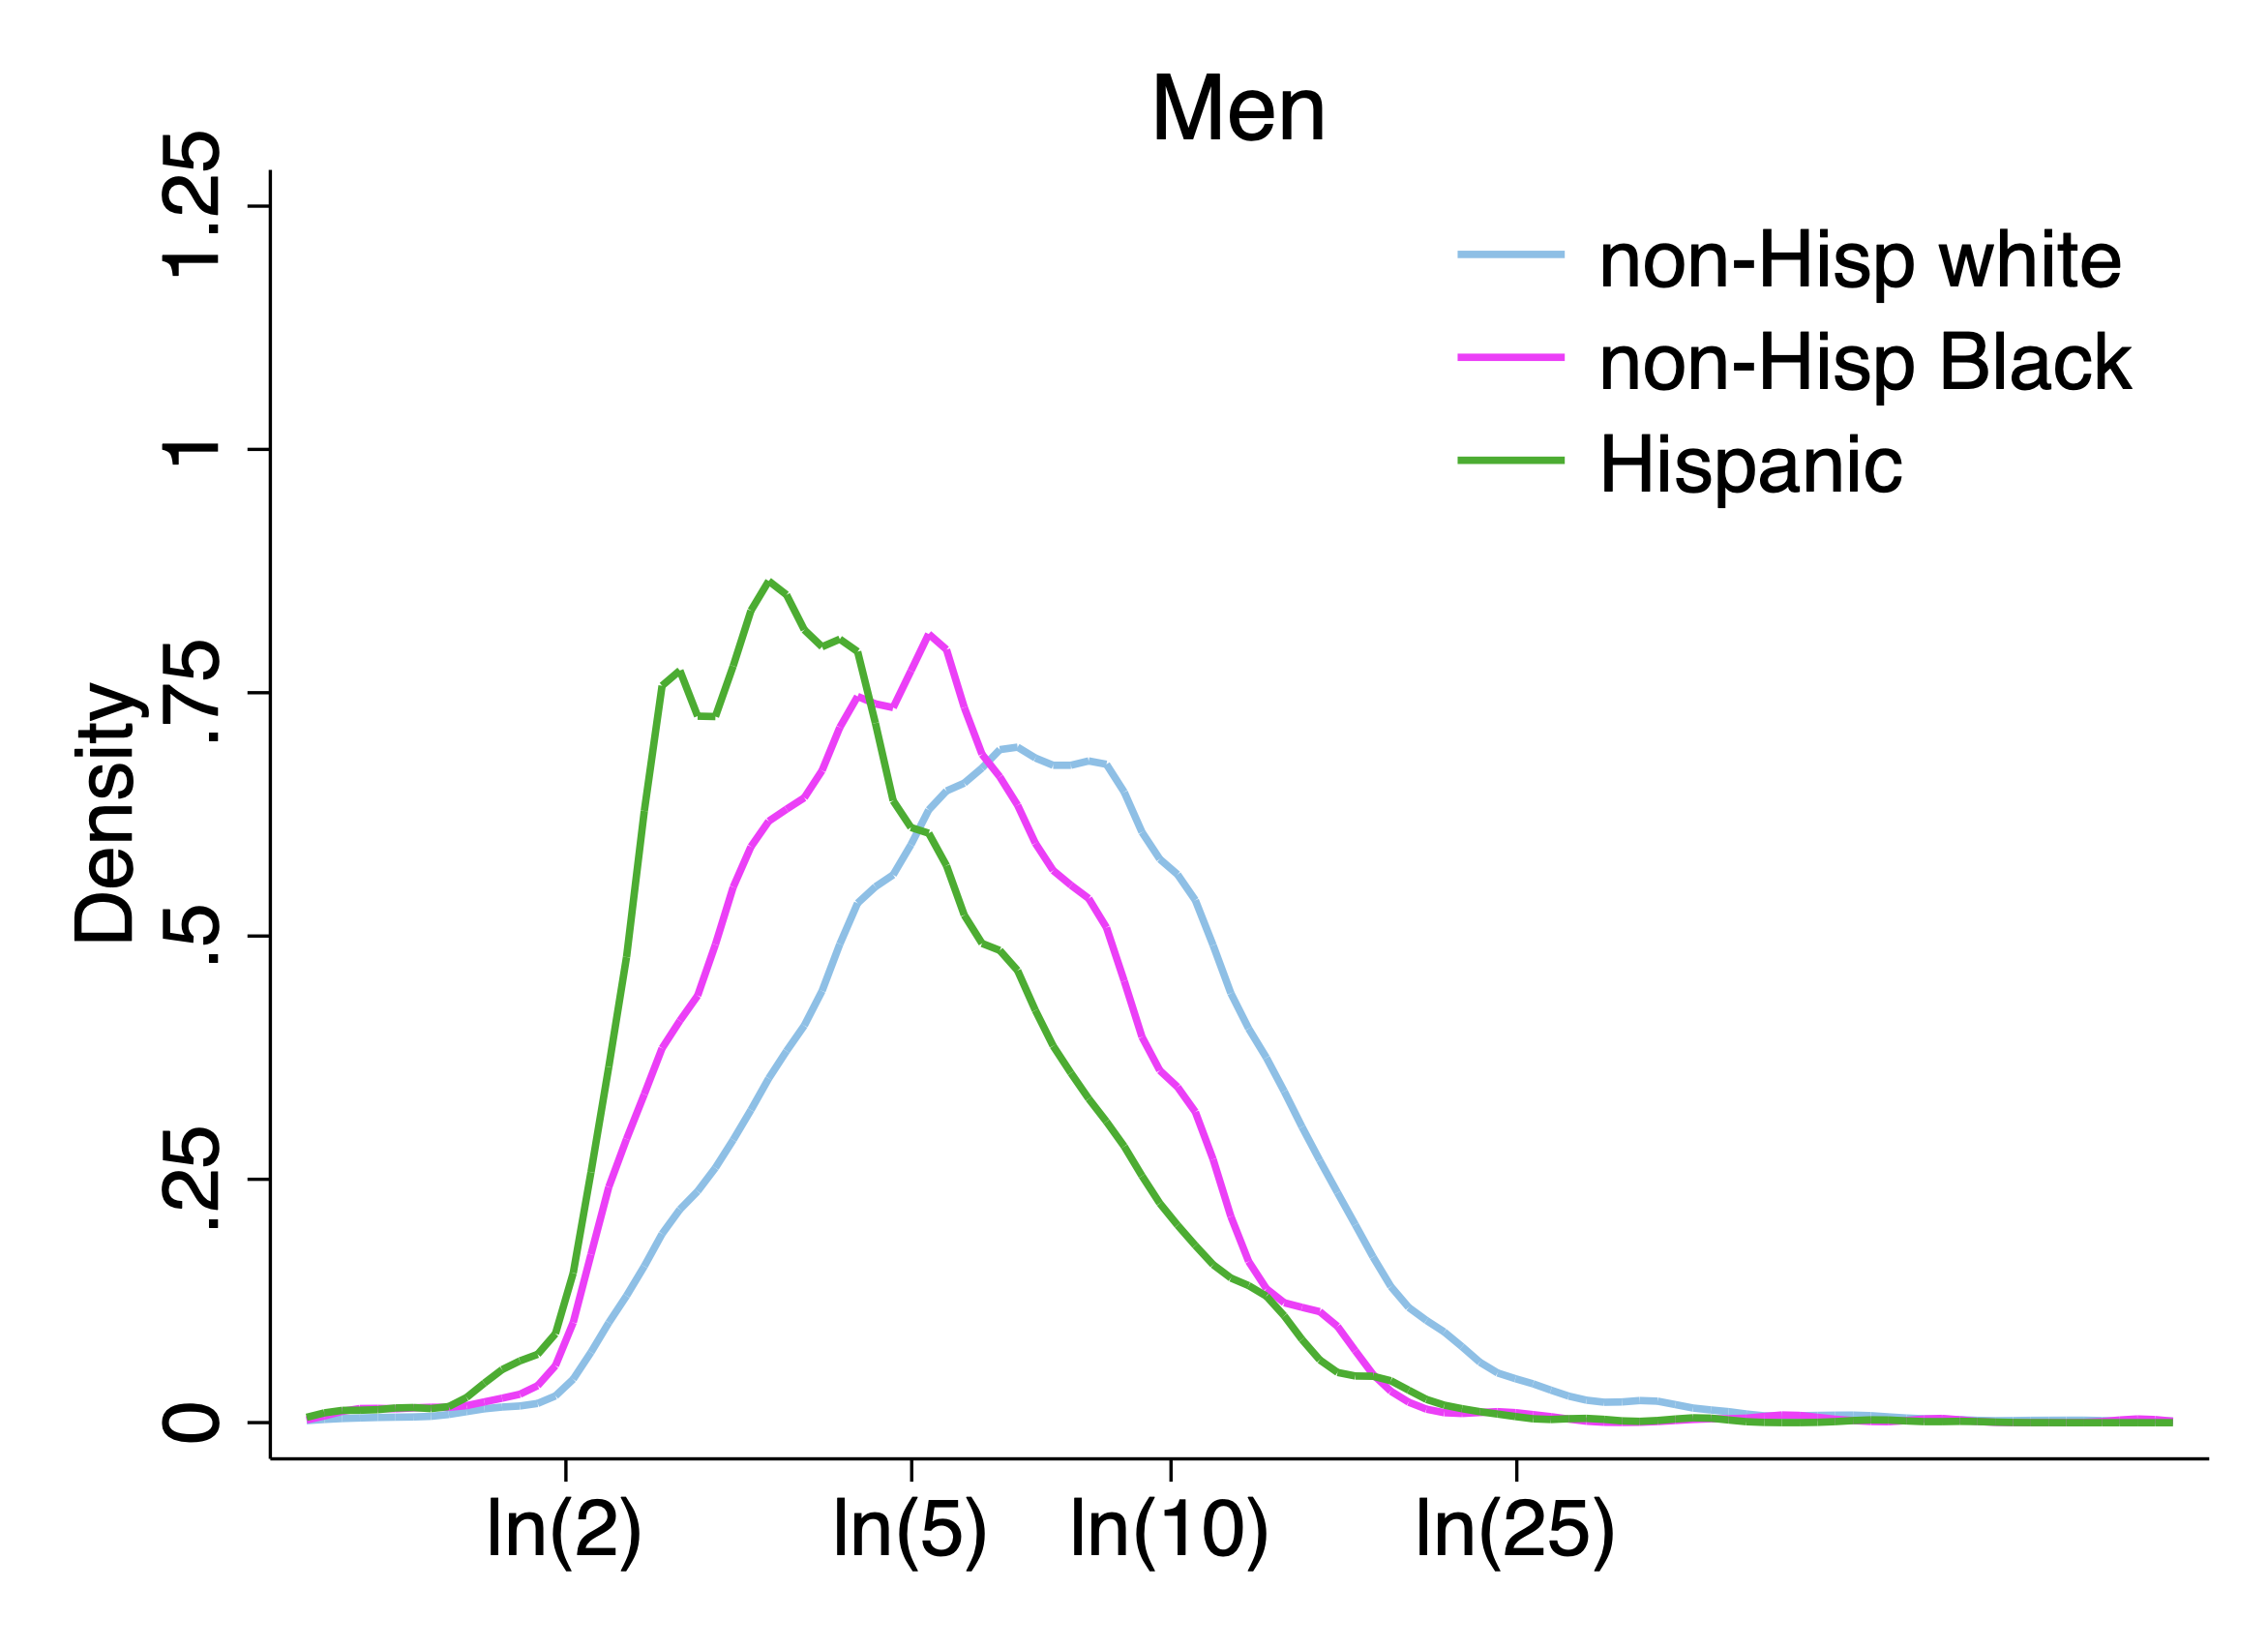 Men
non-Hisp white
non-Hisp Black
Hispanic
Density
1.25
1
.75
.5
.25
0
ln(2) ln(5) ln(10) ln(25)